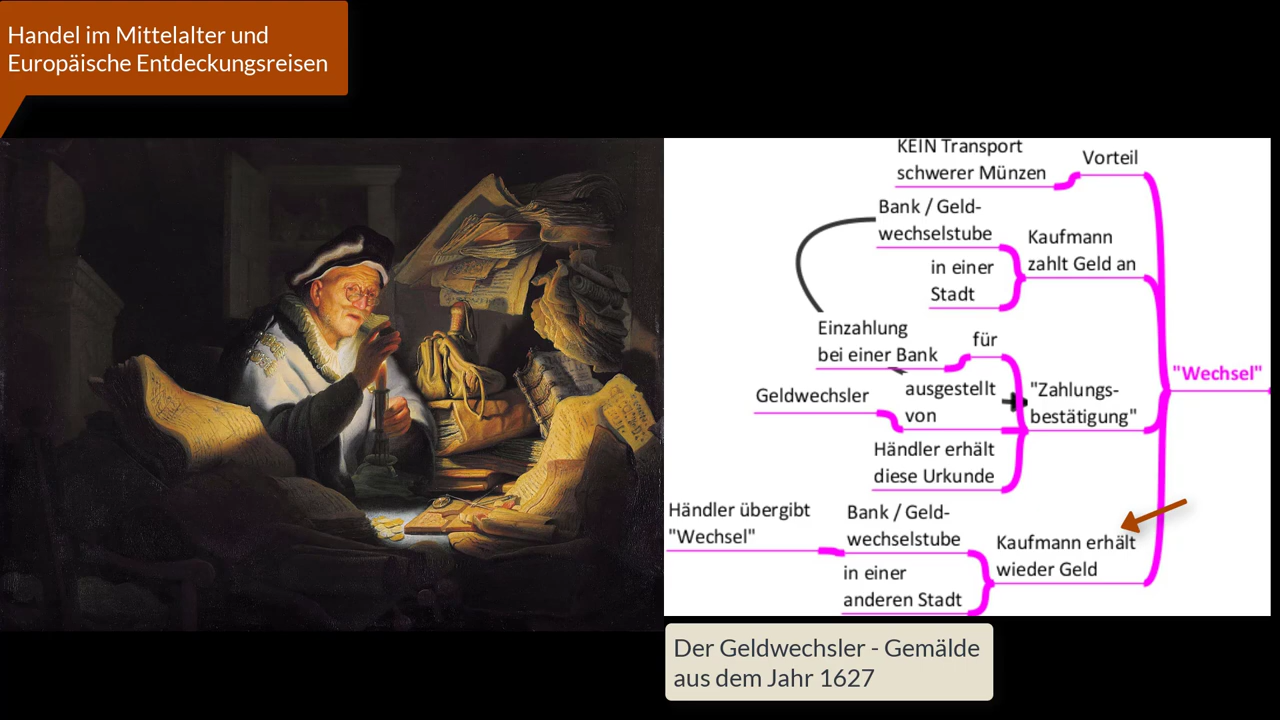 Handel im Mittelalter und
Europäische Entdeckungsreisen
KEIN Transport
schwerer Münzen
Vorteil
Bank / Geld-
wechselstube
in einer
Stadt
Kaufmann
zahlt Geld an
Einzahlung
bei einer Bank
für
Geldwechsler
ausgestellt
von
"Zahlungs-
bestätigung"
Händler erhält
diese Urkunde
"Wechsel"
Händler übergibt
"Wechsel"
Bank / Geld-
wechselstube
in einer
anderen Stadt
Kaufmann erhält
wieder Geld
Der Geldwechsler - Gemälde
aus dem Jahr 1627